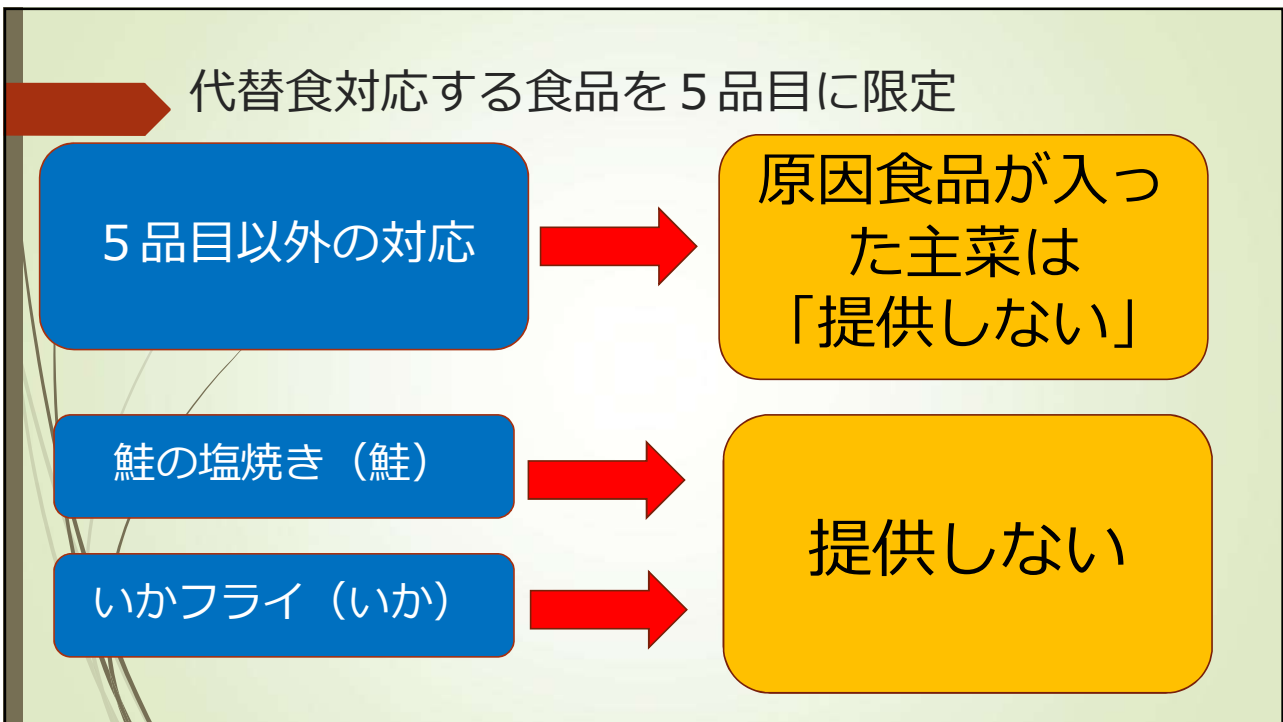 代替食対応する食品を５品目に限定
５品目以外の対応
原因食品が入っ
た主菜は
「提供しない」
鮭の塩焼き（鮭）
いかフライ（いか）
提供しない